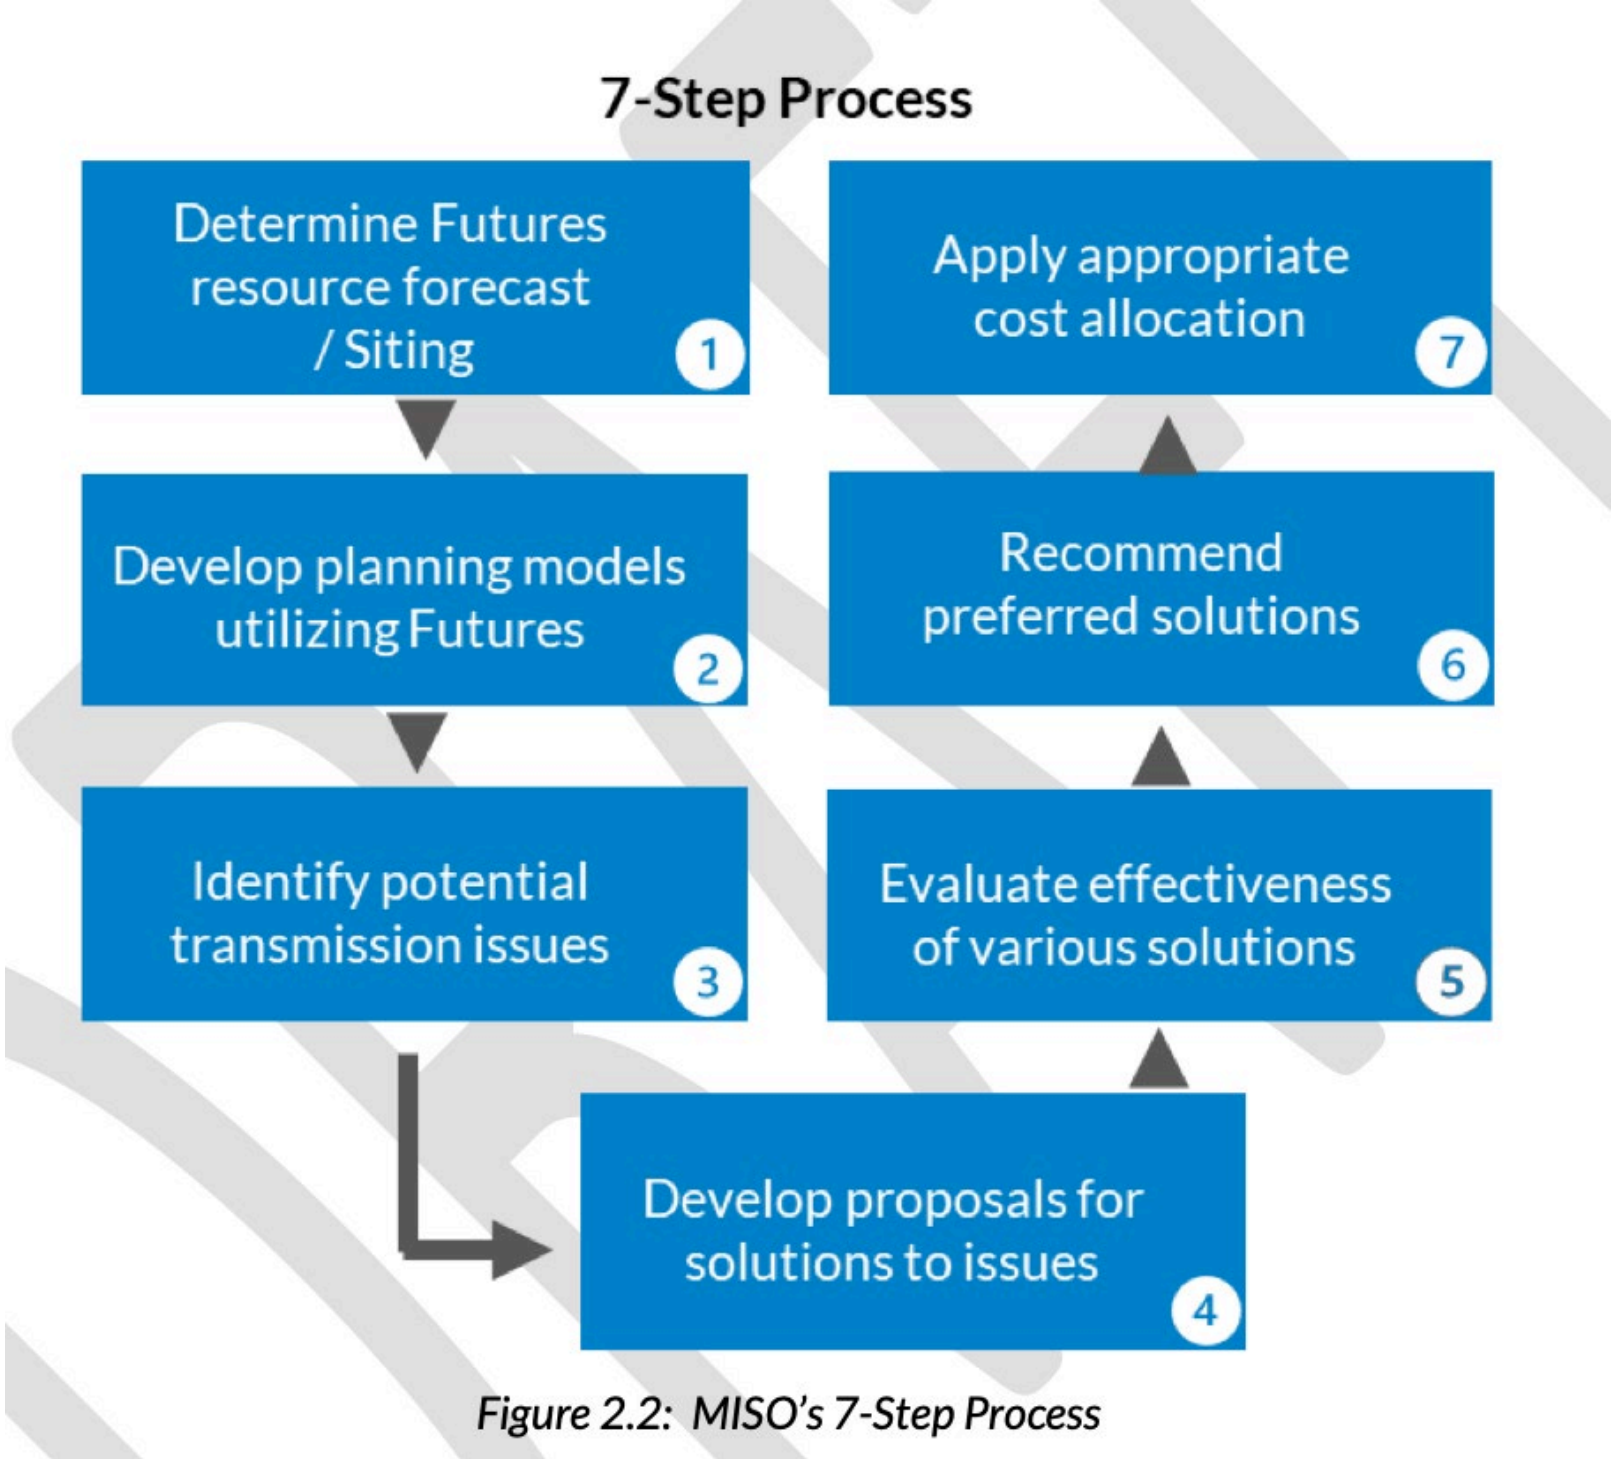 7-Step Process
Determine Futures
resource forecast
/ Siting
1
Develop planning models
utilizing Futures
2
Identify potential
transmission issues
3
Develop proposals for
solutions to issues
4
Evaluate effectiveness
of various solutions
5
Recommend
preferred solutions
6
Apply appropriate
cost allocation
7
Figure 2.2:  MISO’s 7-Step Process